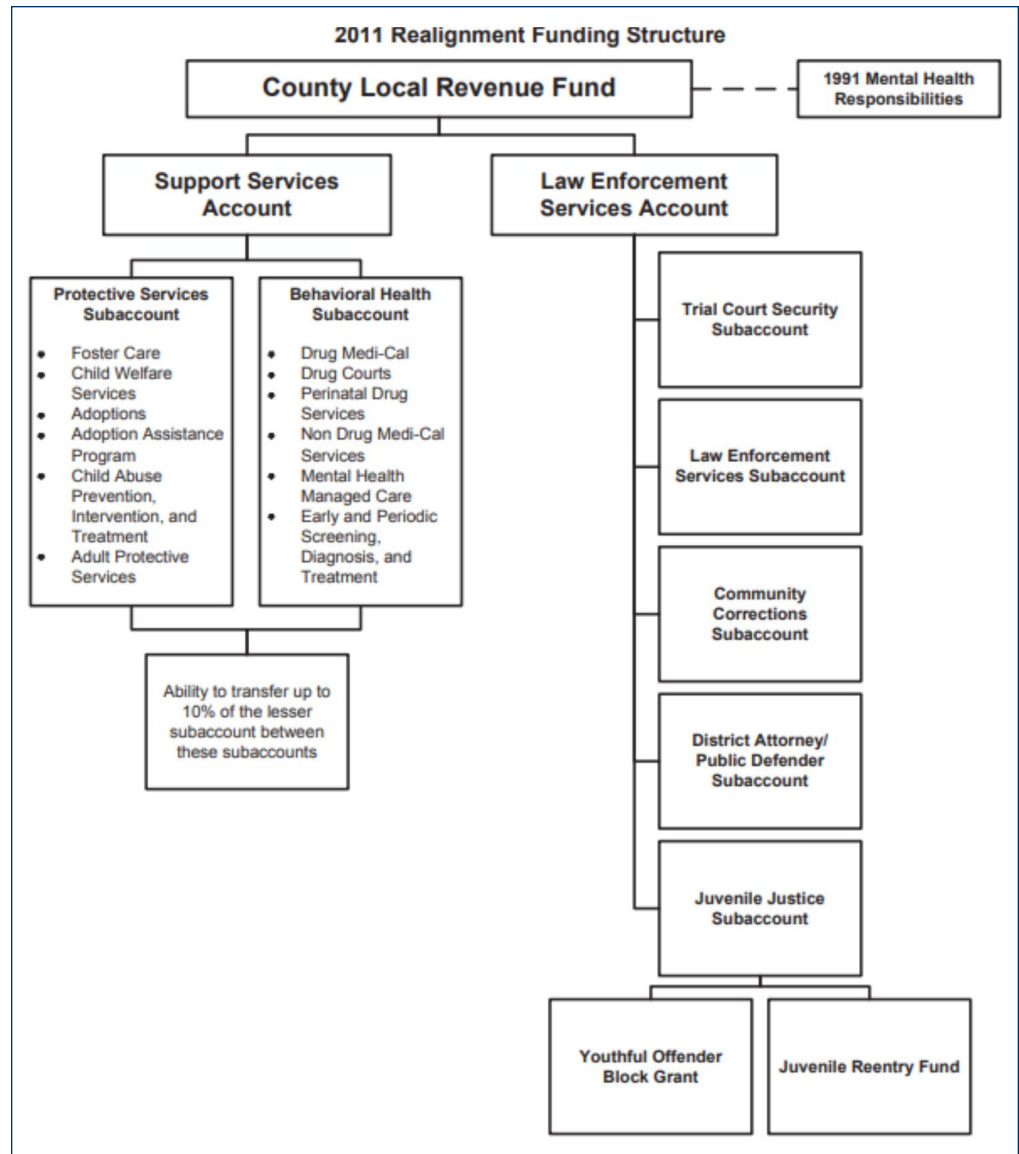 2011 Realignment Funding Structure
County Local Revenue Fund
1991 Mental Health
Responsibilities
Support Services
Account
Law Enforcement
Services Account
Protective Services
Subaccount
• Foster Care
• Child Welfare
Services
• Adoptions
• Adoption Assistance
Program
• Child Abuse
Prevention,
Intervention, and
Treatment
• Adult Protective
Services
Behavioral Health
Subaccount
• Drug Medi-Cal
• Drug Courts
• Perinatal Drug
Services
• Non Drug Medi-Cal
Services
• Mental Health
Managed Care
• Early and Periodic
Screening,
Diagnosis, and
Treatment
Ability to transfer up to
10% of the lesser
subaccount between
these subaccounts
Trial Court Security
Subaccount
Law Enforcement
Services Subaccount
Community
Corrections
Subaccount
District Attorney/
Public Defender
Subaccount
Juvenile Justice
Subaccount
Youthful Offender
Block Grant
Juvenile Reentry Fund